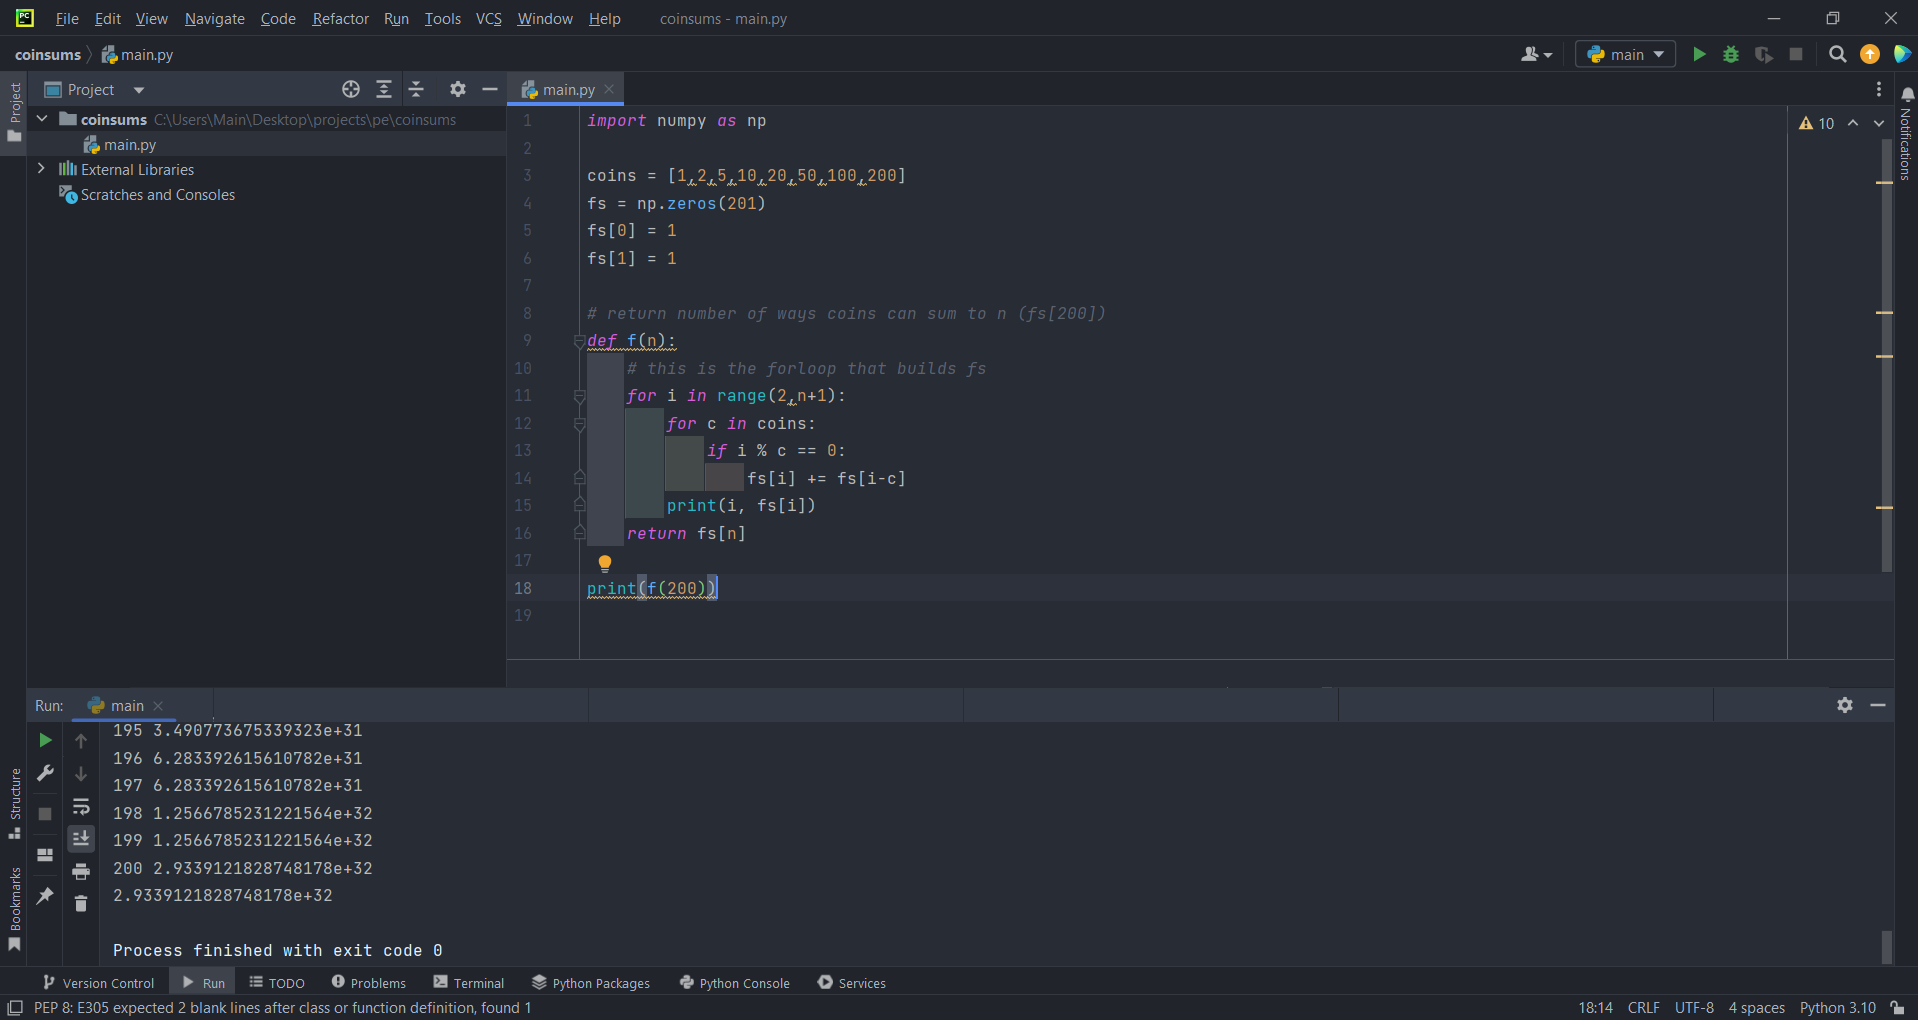 PC
File Edit View Navigate Code Refactor Run Tools VCS Window Help coinsums - main.py
coinsums main.py
main
Project
Project
main.py
coinsums C:\Users\Main\Desktop\projects\pe\coinsums
main.py
External Libraries
Scratches and Consoles
10
Notifications
1 import numpy as np
2
3 coins = [1,2,5,10,20,50,100,200]
4 fs = np.zeros(201)
5 fs[0] = 1
6 fs[1] = 1
7
8 # return number of ways coins can sum to n (fs[200])
9 def f(n):
10 # this is the forloop that builds fs
11 for i in range(2,n+1):
12 for c in coins:
13 if i % c == 0:
14 fs[i] += fs[i-c]
15 print(i, fs[i])
16 return fs[n]
17
18 print(f(200))
19
Run: main
195 3.490773675339323e+31
196 6.283392615610782e+31
197 6.283392615610782e+31
198 1.2566785231221564e+32
199 1.2566785231221564e+32
200 2.9339121828748178e+32
2.9339121828748178e+32
Process finished with exit code 0
Structure
Bookmarks
Version Control Run TODO Problems Terminal Python Packages Python Console Services
PEP 8: E305 expected 2 blank lines after class or function definition, found 1 18:14 CRLF UTF-8 4 spaces Python 3.10